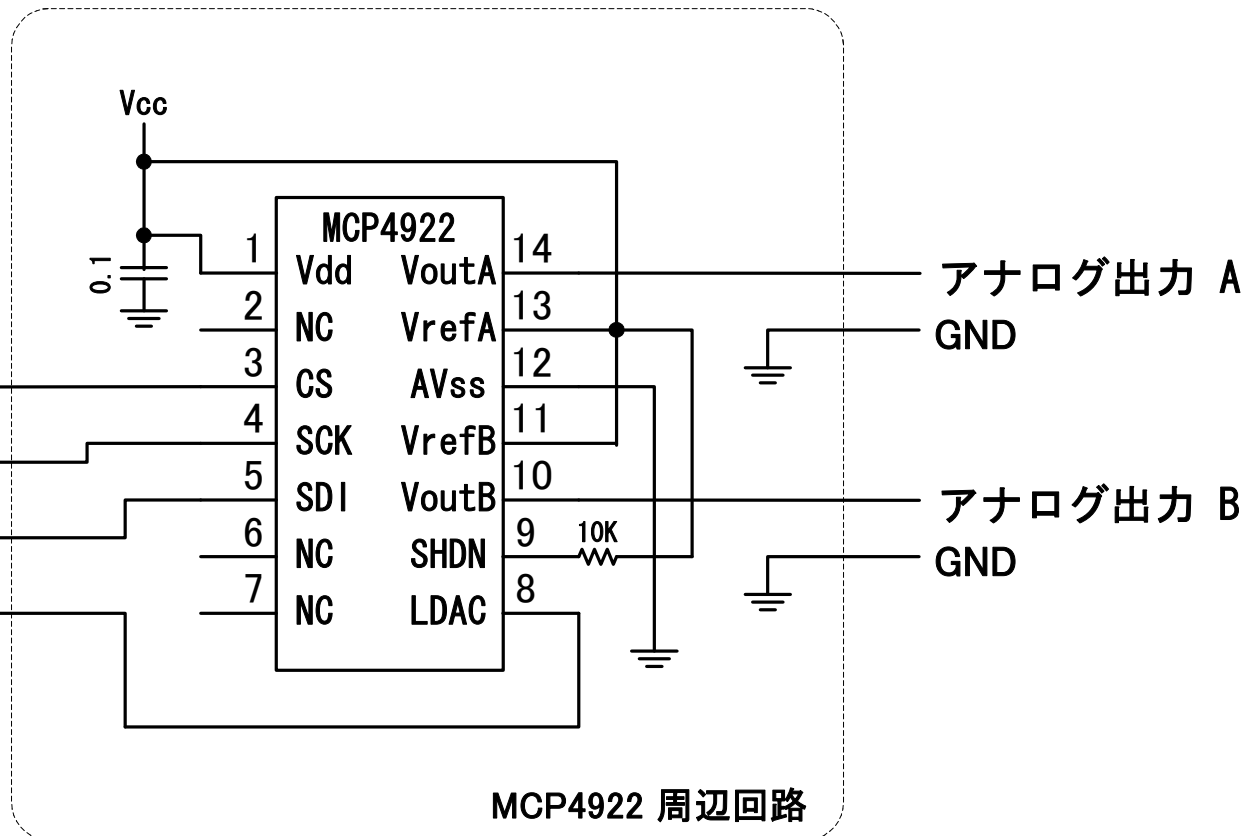 Vcc
0.1
MCP4922
1
Vdd
VoutA
14
アナログ出力 A
2
NC
VrefA
13
GND
3
CS
AVss
12
4
SCK
VrefB
11
5
SDI
VoutB
10
アナログ出力 B
6
NC
SHDN
9
10K
GND
7
NC
LDAC
8
MCP4922 周辺回路